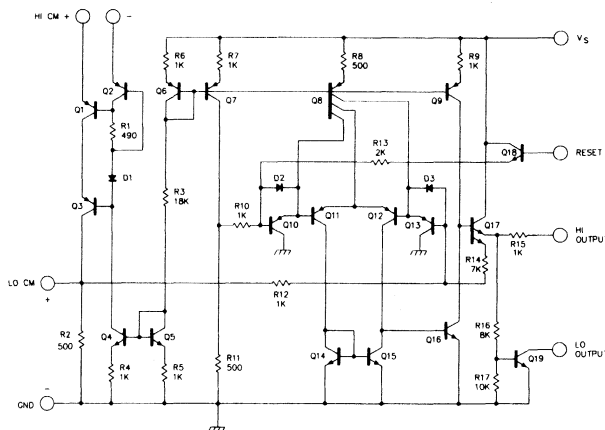 HI CM + -
VS
R6
1K
R7
1K
R8
500
R9
1K
Q2
Q6
Q7
Q8
Q9
Q1
R1
490
R13
2K
Q18
RESET
D1
D2
D3
R3
18K
R10
1K
Q3
Q10
Q11
Q12
Q13
Q17
HI
OUTPUT
R15
1K
R14
7K
LO CM
+
R12
1K
R2
500
Q4
Q5
R16
8K
LO
OUTPUT
R11
500
Q14
Q15
Q16
Q19
R4
1K
R5
1K
R17
10K
-
GND